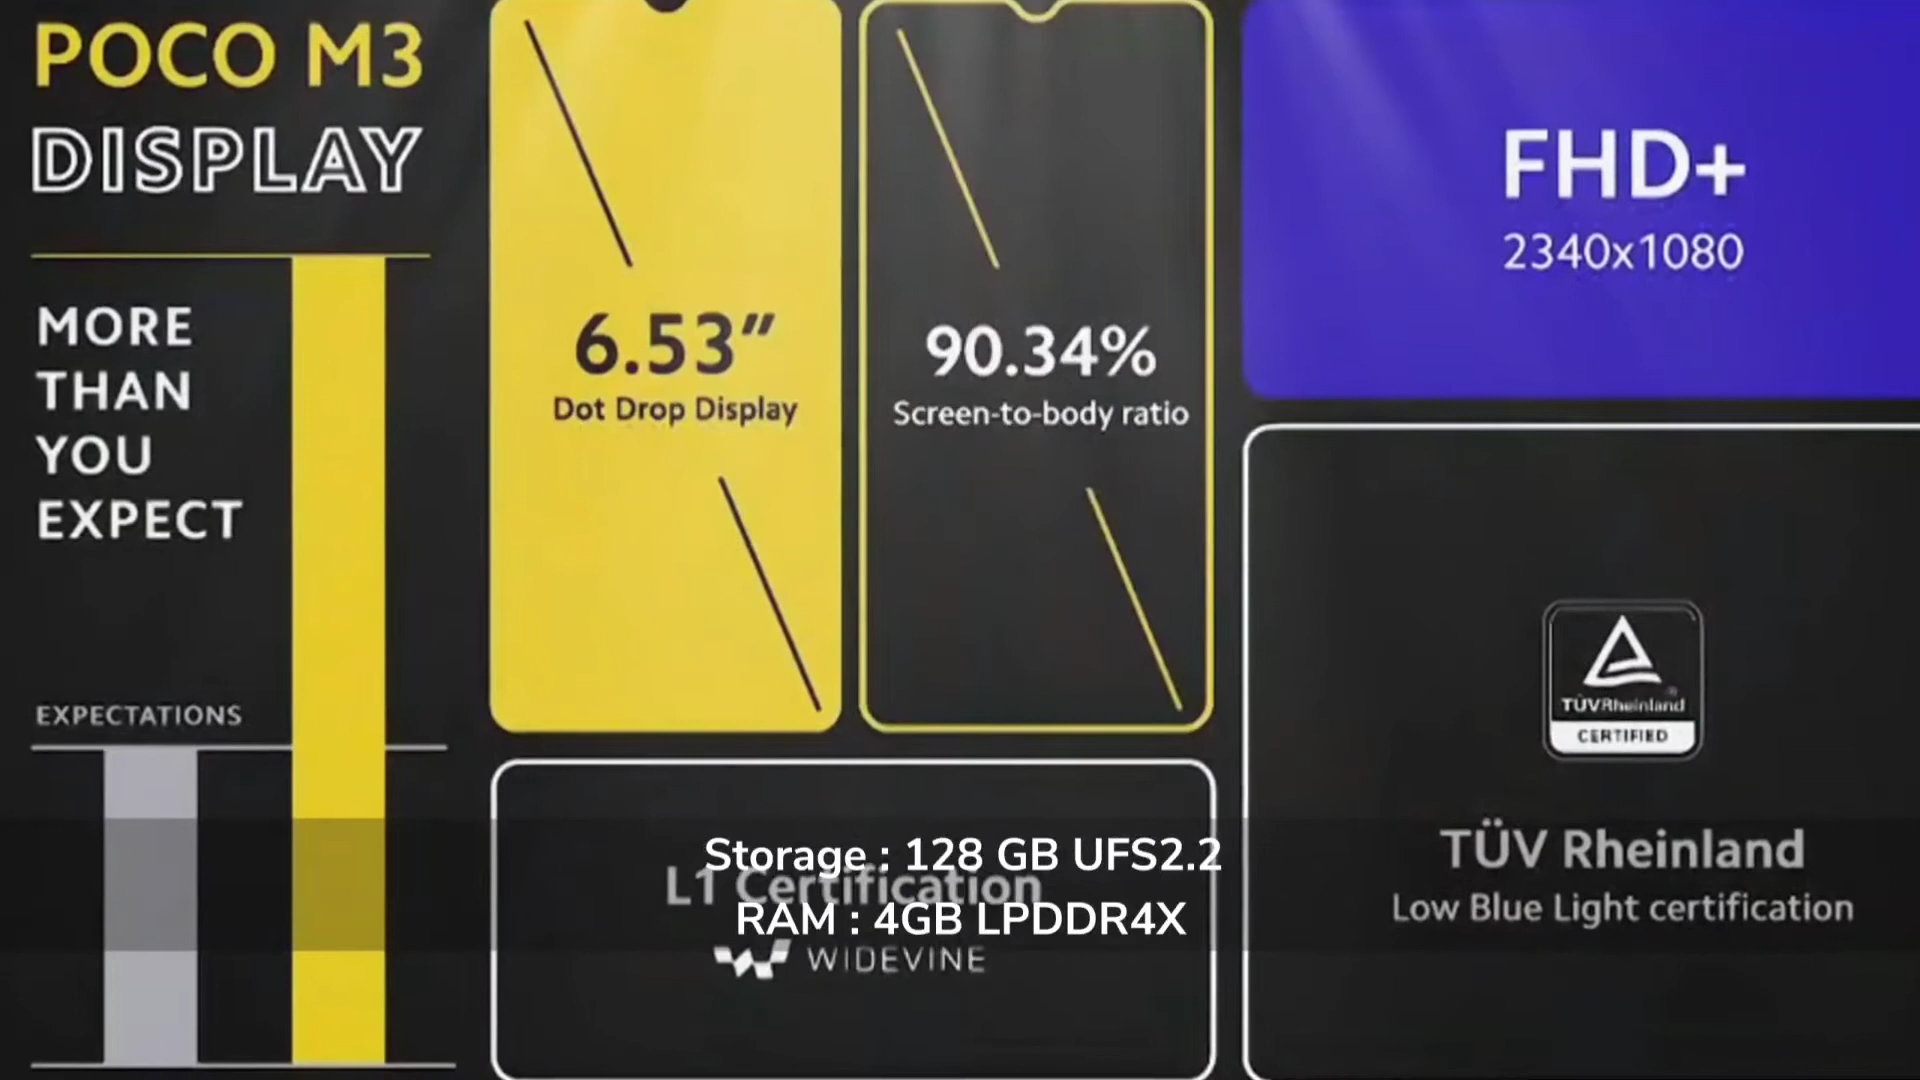 POCO M3
DISPLAY
MORE
THAN
YOU
EXPECT
EXPECTATIONS
6.53”
Dot Drop Display
90.34%
Screen-to-body ratio
FHD+
2340x1080
L1 Certification
WIDEVINE
TÜVRheinland®
CERTIFIED
TÜV Rheinland
Low Blue Light certification
Storage : 128 GB UFS2.2
RAM : 4GB LPDDR4X